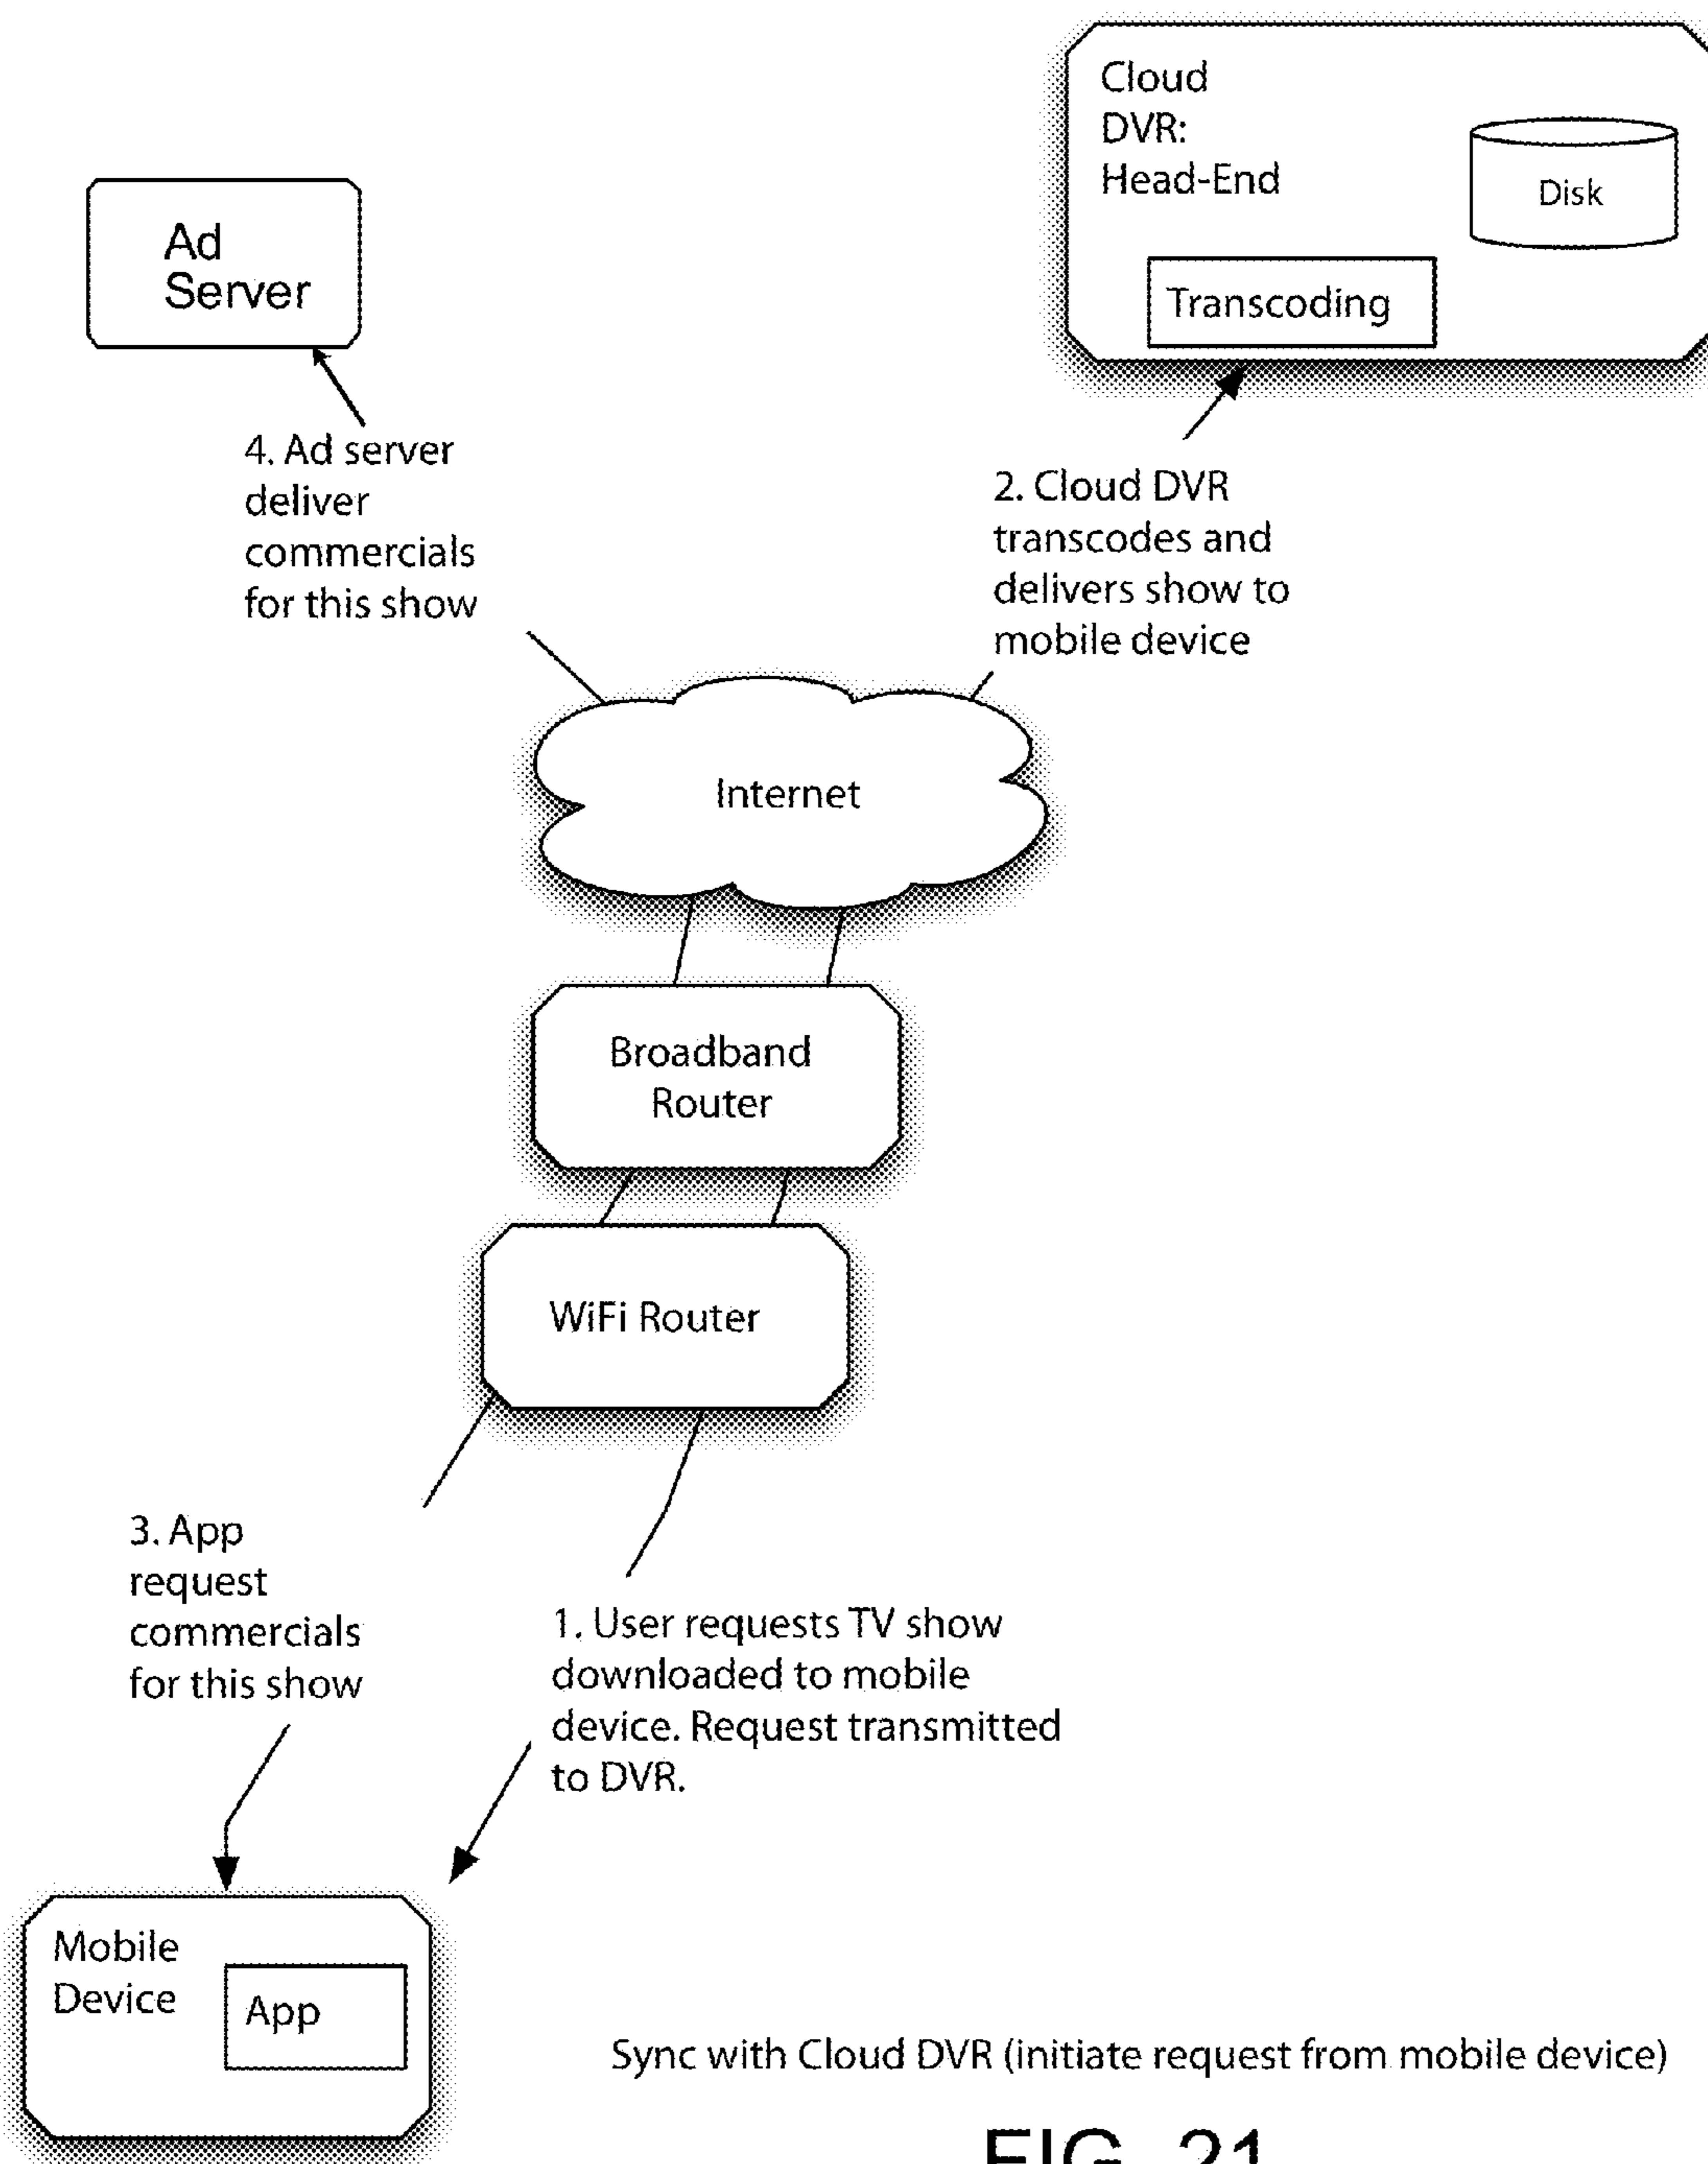 Cloud
DVR:
Head-End
Disk
Transcoding
Ad
Server
4. Ad server
deliver
commercials
for this show
2. Cloud DVR
transcodes and
delivers show to
mobile device
Internet
Broadband
Router
WiFi Router
3. App
request
commercials
for this show
1. User requests TV show
downloaded to mobile
device. Request transmitted
to DVR.
Mobile
Device
App
Sync with Cloud DVR (initiate request from mobile device)
FIG. 21